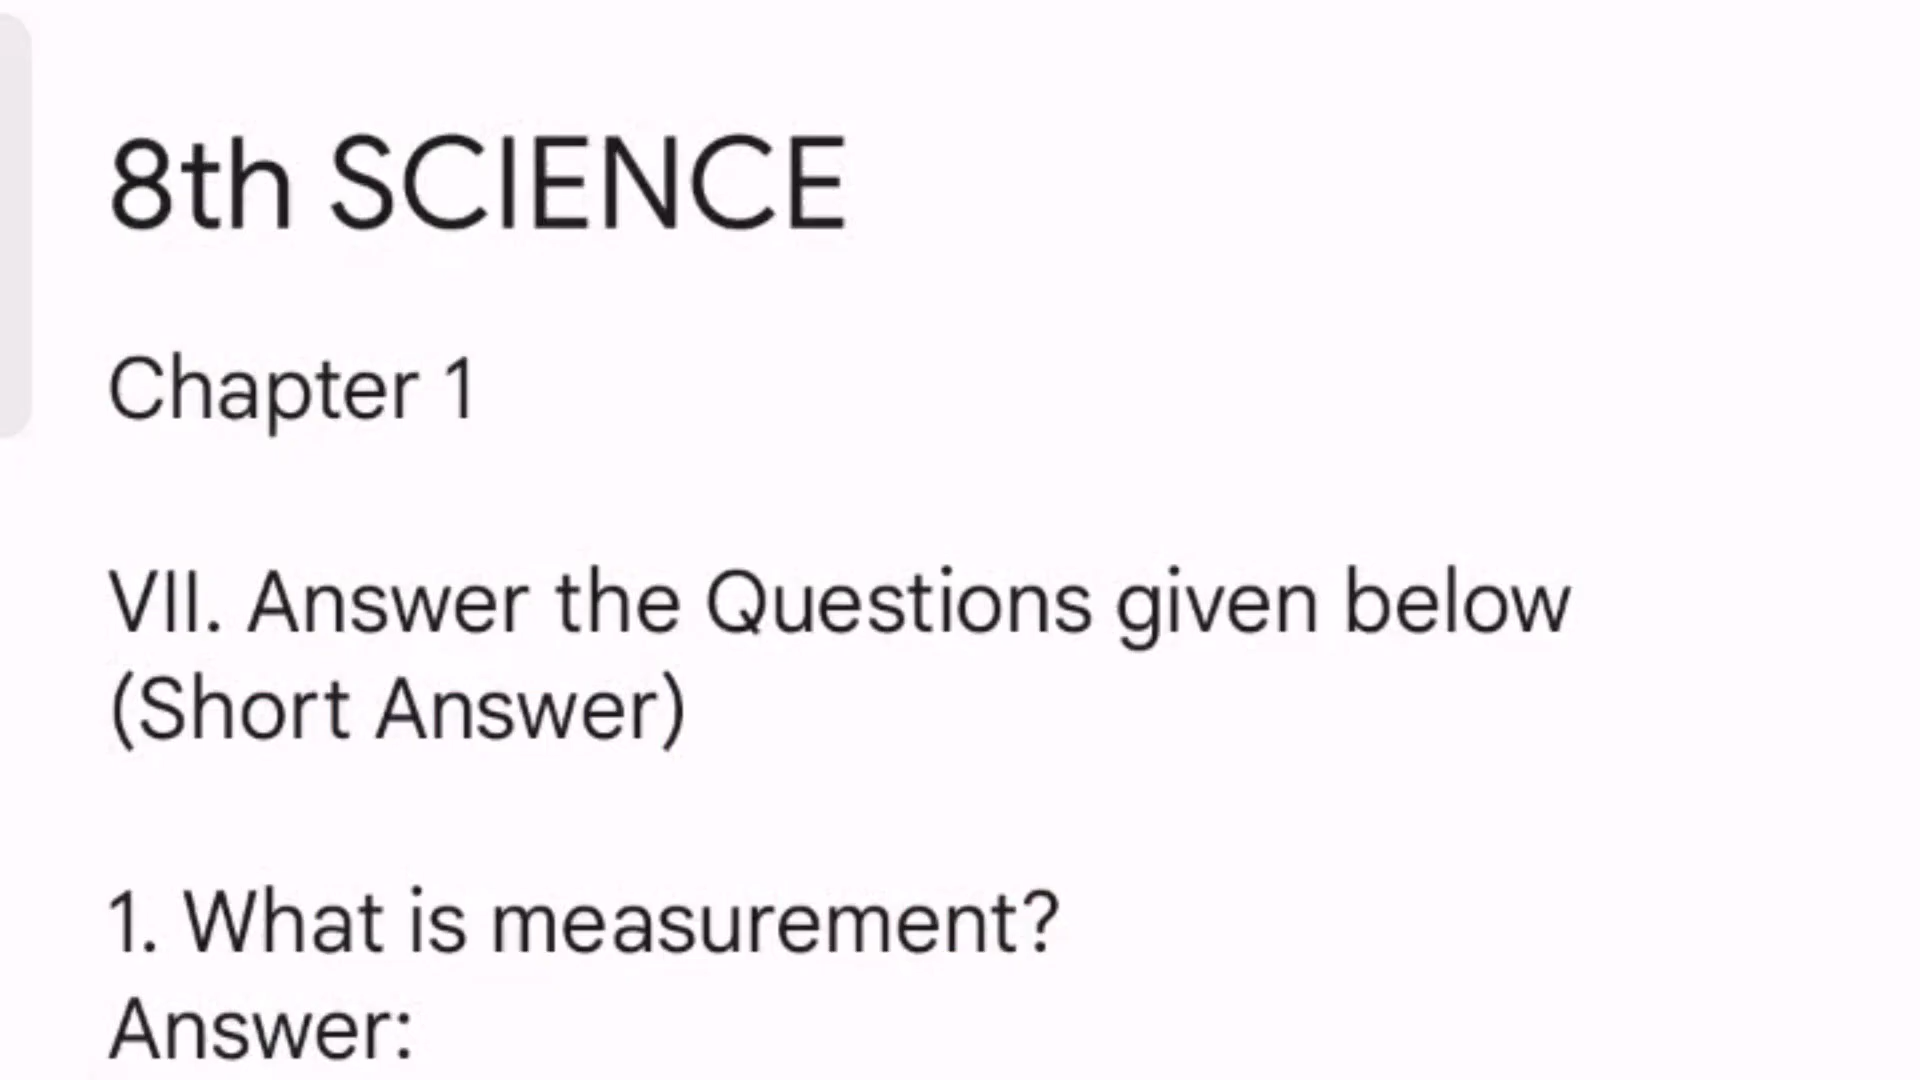 8th SCIENCE
Chapter 1
VII. Answer the Questions given below
(Short Answer)
1. What is measurement?
Answer: